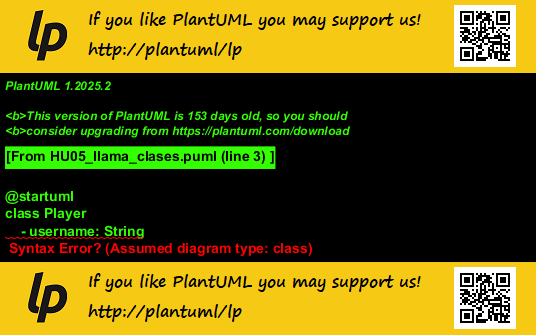 lp
If you like PlantUML you may support us!
http://plantuml/lp
PlantUML 1.2025.2
<b>This version of PlantUML is 153 days old, so you should
<b>consider upgrading from https://plantuml.com/download
[From HU05_llama_clases.puml (line 3) ]
@startuml
class Player
- username: String
Syntax Error? (Assumed diagram type: class)
lp
If you like PlantUML you may support us!
http://plantuml/lp